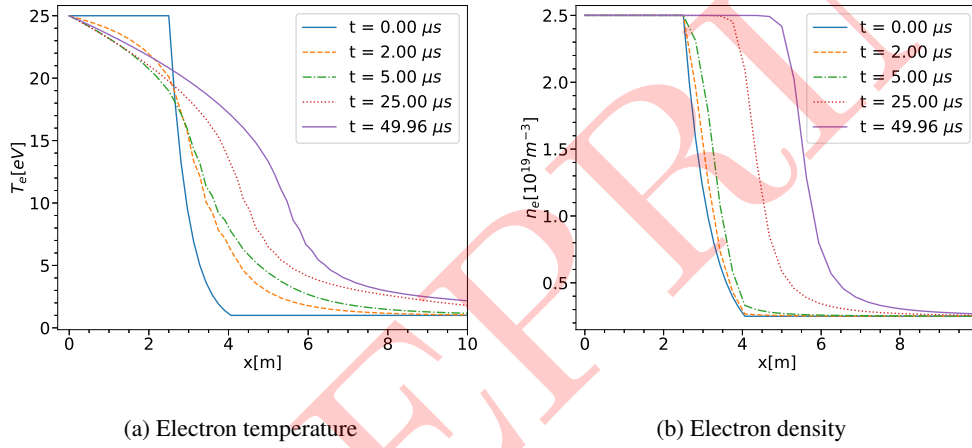 25
20
15
10
5
0
T_e[eV]
0 2 4 6 8 10
x[m]
t = 0.00 μs
t = 2.00 μs
t = 5.00 μs
t = 25.00 μs
t = 49.96 μs
(a) Electron temperature
2.5
2.0
1.5
1.0
0.5
n_e[10^{19}m^{-3}]
0 2 4 6 8
x[m]
t = 0.00 μs
t = 2.00 μs
t = 5.00 μs
t = 25.00 μs
t = 49.96 μs
(b) Electron density